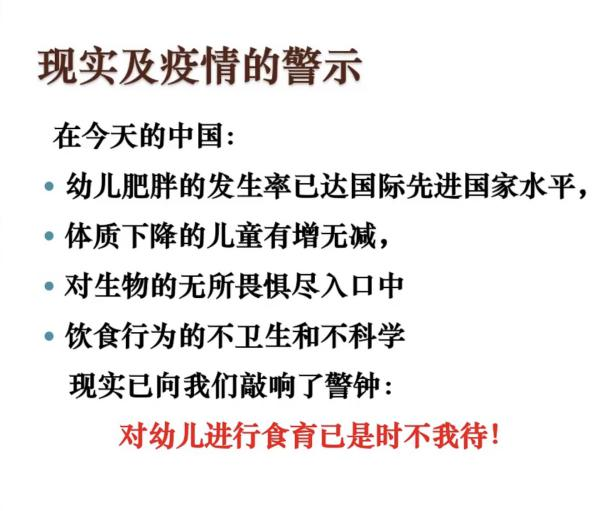 现实及疫情的警示
在今天的中国：
• 幼儿肥胖的发生率已达国际先进国家水平，
• 体质下降的儿童有增无减，
• 对生物的无所畏惧尽入口中
• 饮食行为的不卫生和不科学
现实已向我们敲响了警钟：
对幼儿进行食育已是时不我待！